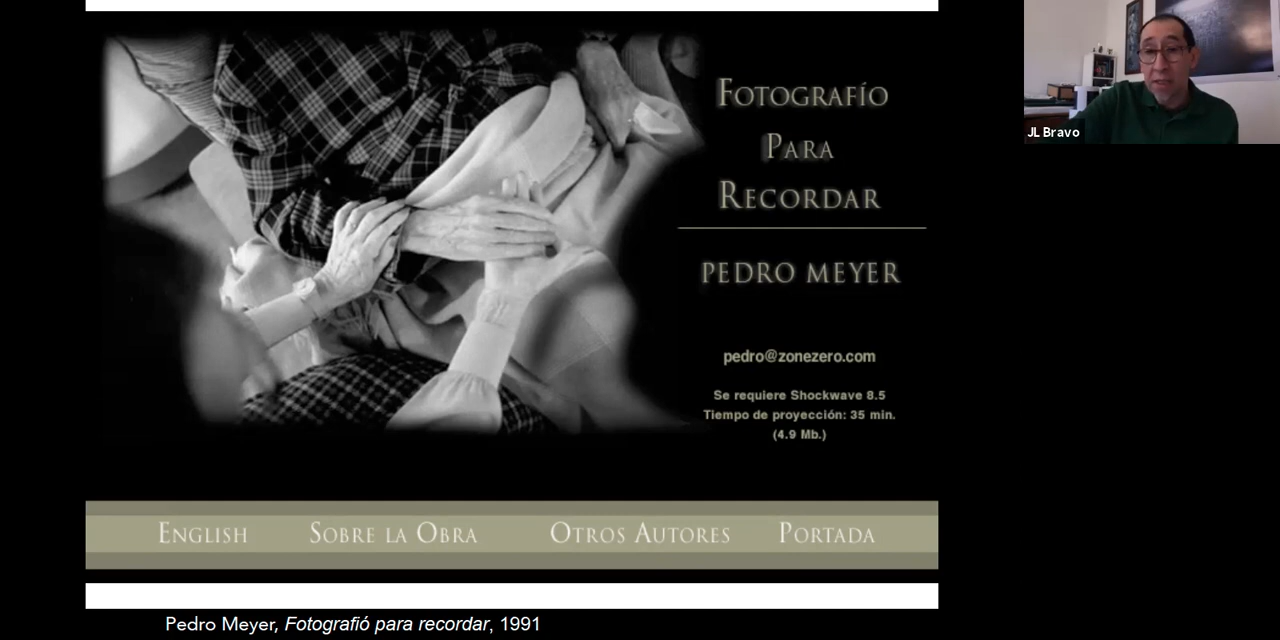 Fotografío
Para
Recordar
PEDRO MEYER
pedro@zonezero.com
Se requiere Shockwave 8.5
Tiempo de proyección: 35 min.
(4.9 Mb.)
English Sobre la Obra Otros Autores Portada
Pedro Meyer, Fotografió para recordar, 1991
JL Bravo